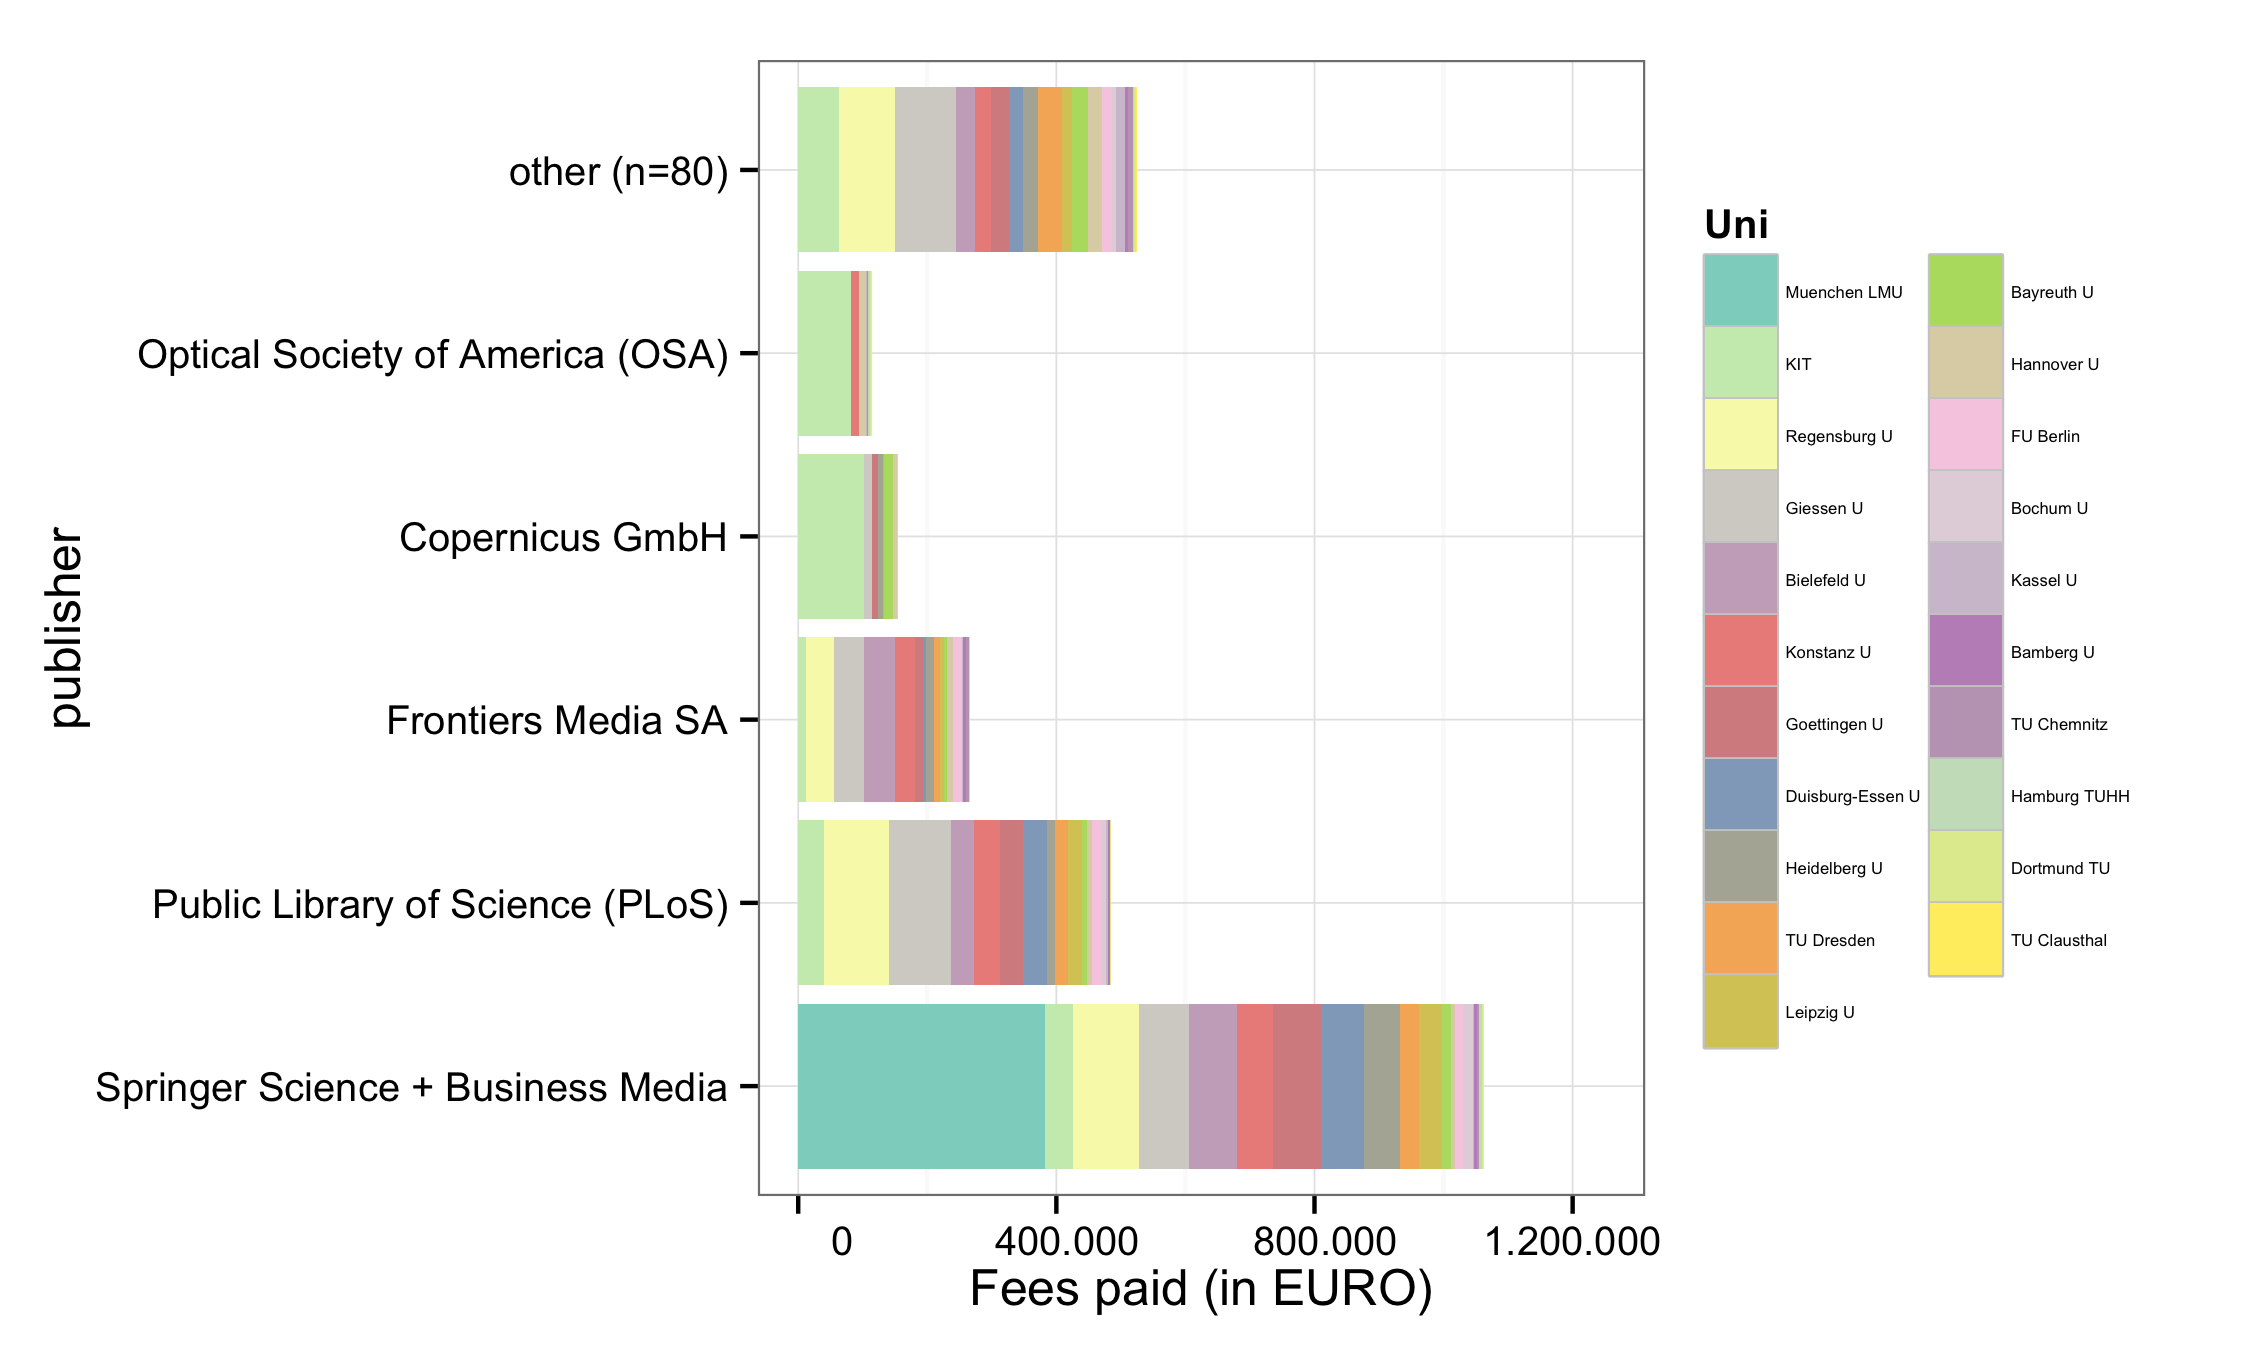 other (n=80)
Optical Society of America (OSA)
Copernicus GmbH
Frontiers Media SA
Public Library of Science (PLoS)
Springer Science + Business Media
publisher
0
400.000
800.000
1.200.000
Fees paid (in EURO)
Uni
Muenchen LMU
KIT
Regensburg U
Giessen U
Bielefeld U
Konstanz U
Goettingen U
Duisburg-Essen U
Heidelberg U
TU Dresden
Leipzig U
Bayreuth U
Hannover U
FU Berlin
Bochum U
Kassel U
Bamberg U
TU Chemnitz
Hamburg TUHH
Dortmund TU
TU Clausthal